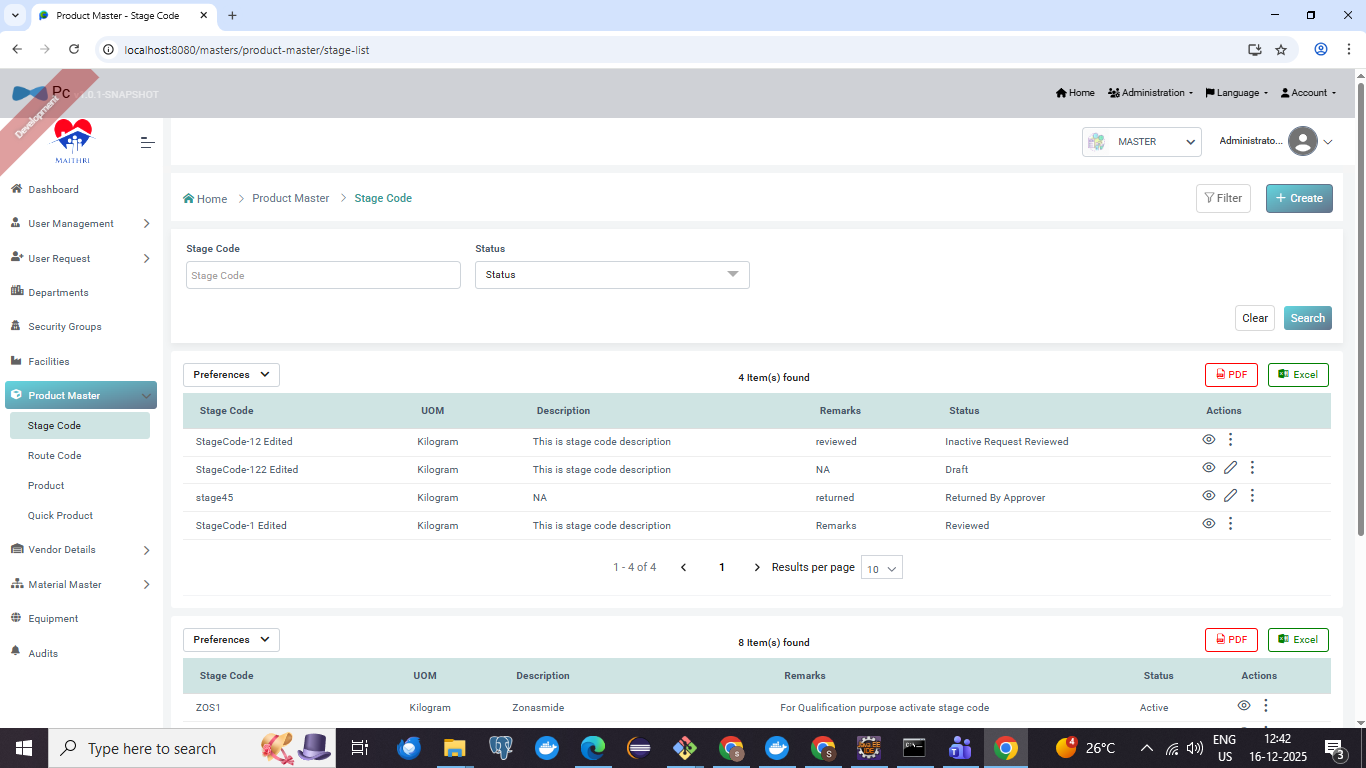 Product Master - Stage Code
localhost:8080/masters/product-master/stage-list
Development
Pc v1.0.1-SNAPSHOT
Home Administration Language Account
MAITHRI
MASTER Administrato...
Dashboard
User Management
User Request
Departments
Security Groups
Facilities
Product Master
Stage Code
Route Code
Product
Quick Product
Vendor Details
Material Master
Equipment
Audits
Home Product Master Stage Code Filter + Create
Stage Code Status
Stage Code Status
Clear Search
Preferences 4 Item(s) found PDF Excel
Stage Code UOM Description Remarks Status Actions
StageCode-12 Edited Kilogram This is stage code description reviewed Inactive Request Reviewed
StageCode-122 Edited Kilogram This is stage code description NA Draft
stage45 Kilogram NA returned Returned By Approver
StageCode-1 Edited Kilogram This is stage code description Remarks Reviewed
1 - 4 of 4 1 Results per page 10
Preferences 8 Item(s) found PDF Excel
Stage Code UOM Description Remarks Status Actions
ZOS1 Kilogram Zonasmide For Qualification purpose activate stage code Active
Type here to search S S JAVA EE IDE 4 26°C ENG US 12:42 16-12-2025 3